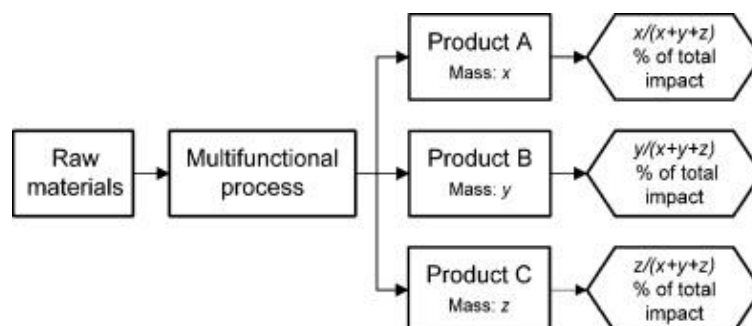 Raw
materials
Multifunctional
process
Product A
Mass: x
x/(x+y+z)
% of total
impact
Product B
Mass: y
y/(x+y+z)
% of total
impact
Product C
Mass: z
z/(x+y+z)
% of total
impact